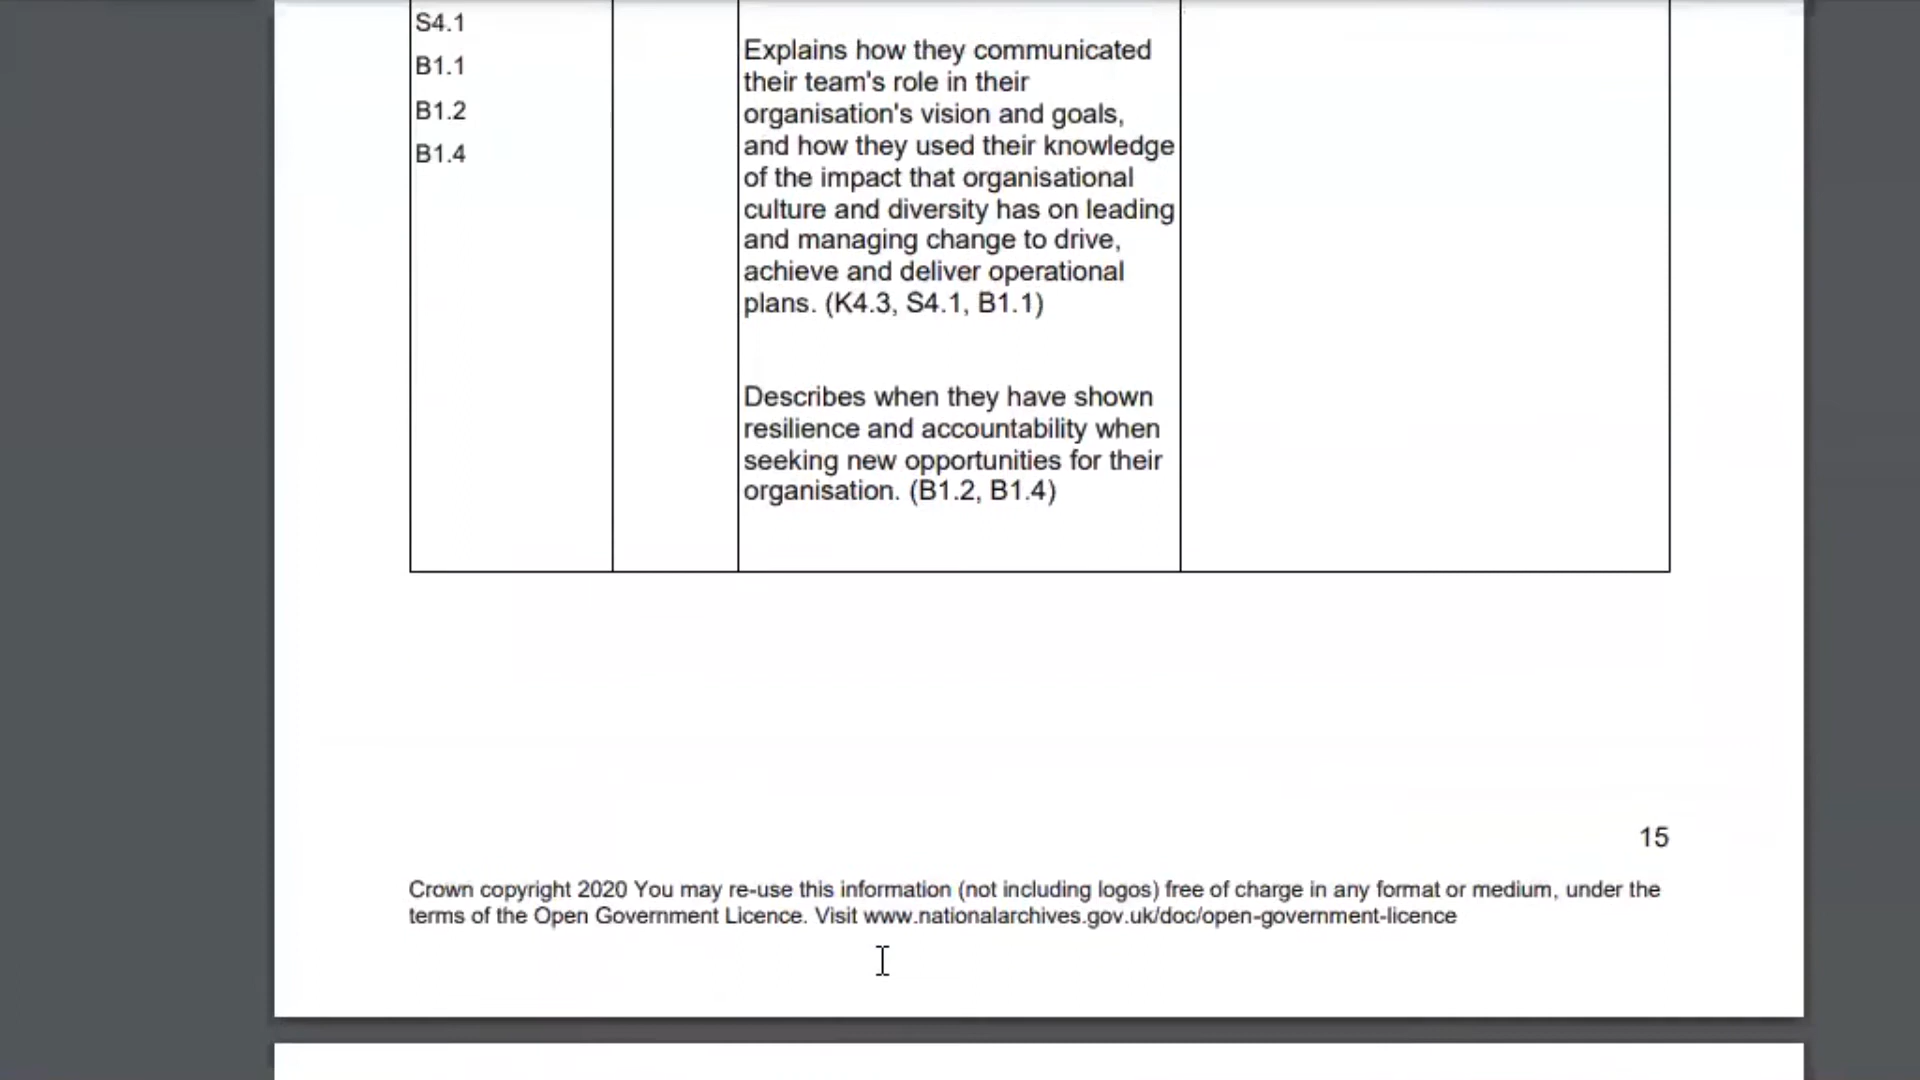 S4.1
B1.1
B1.2
B1.4
Explains how they communicated
their team's role in their
organisation's vision and goals,
and how they used their knowledge
of the impact that organisational
culture and diversity has on leading
and managing change to drive,
achieve and deliver operational
plans. (K4.3, S4.1, B1.1)
Describes when they have shown
resilience and accountability when
seeking new opportunities for their
organisation. (B1.2, B1.4)
15
Crown copyright 2020 You may re-use this information (not including logos) free of charge in any format or medium, under the
terms of the Open Government Licence. Visit www.nationalarchives.gov.uk/doc/open-government-licence